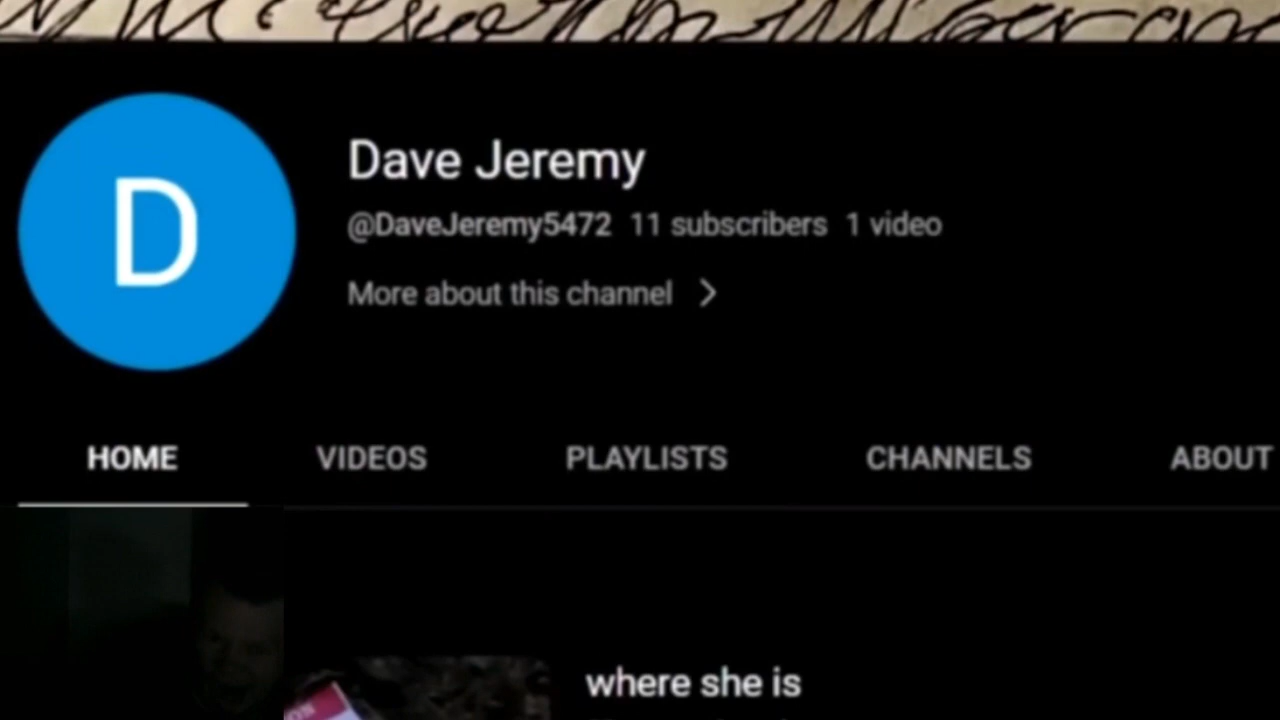 D
Dave Jeremy
@DaveJeremy5472 11 subscribers 1 video
More about this channel
HOME VIDEOS PLAYLISTS CHANNELS ABOUT
where she is